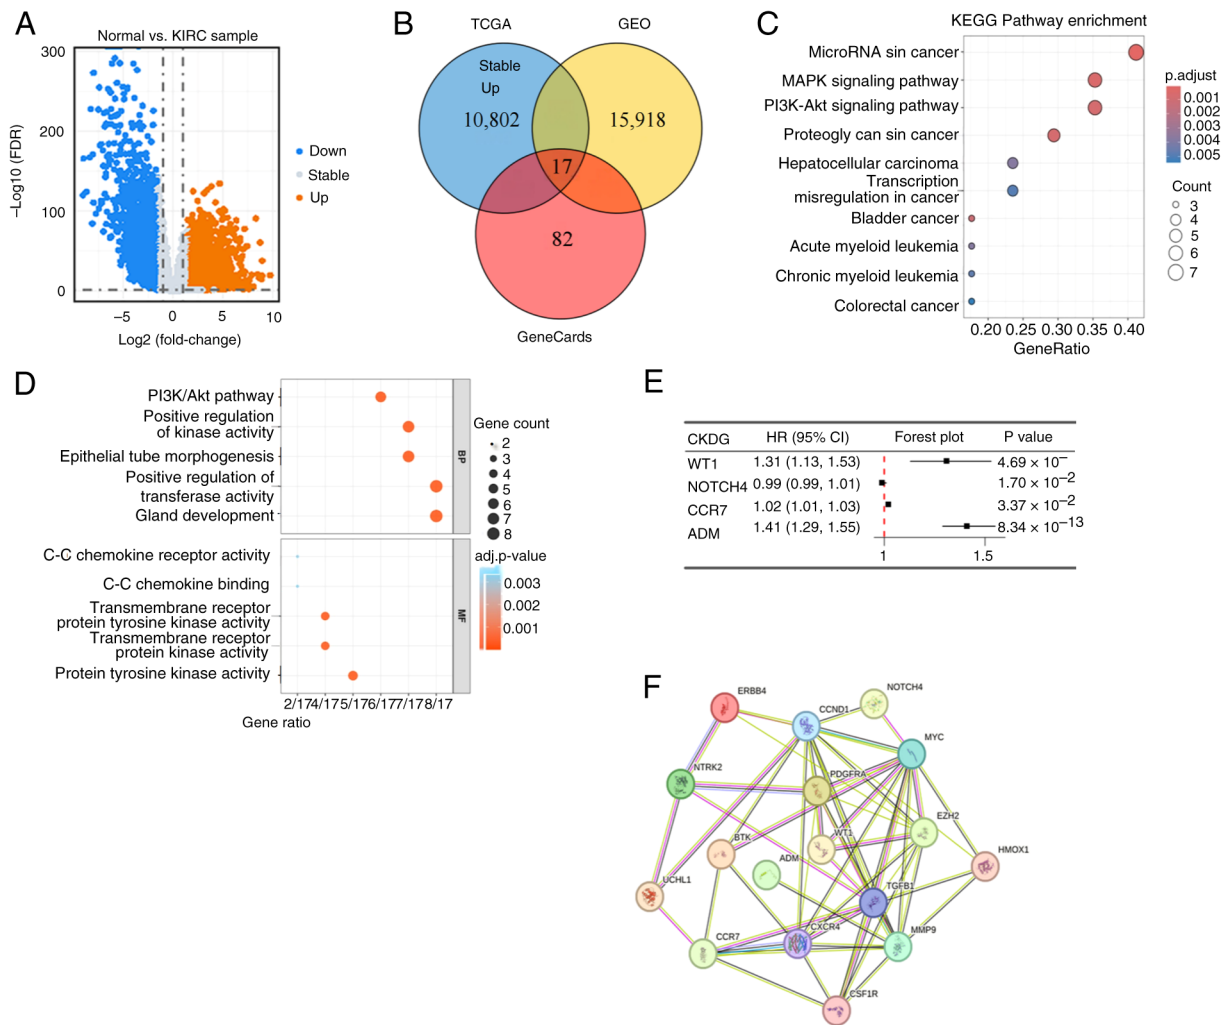 A
Normal vs. KIRC sample
300
200
100
0
−Log10 (FDR)
−5
0
5
10
Log2 (fold-change)
Down
Stable
Up
B
TCGA
GEO
Stable
Up
10,802
15,918
17
82
GeneCards
C
KEGG Pathway enrichment
MicroRNA sin cancer
MAPK signaling pathway
PI3K-Akt signaling pathway
Proteogly can sin cancer
Hepatocellular carcinoma
Transcription
misregulation in cancer
Bladder cancer
Acute myeloid leukemia
Chronic myeloid leukemia
Colorectal cancer
0.20 0.25 0.30 0.35 0.40
GeneRatio
p.adjust
0.001
0.002
0.003
0.004
0.005
Count
3
4
5
6
7
D
PI3K/Akt pathway
Positive regulation
of kinase activity
Epithelial tube morphogenesis
Positive regulation of
transferase activity
Gland development
BP
C-C chemokine receptor activity
C-C chemokine binding
Transmembrane receptor
protein tyrosine kinase activity
Transmembrane receptor
protein kinase activity
Protein tyrosine kinase activity
MF
2/174/175/176/177/178/17
Gene ratio
Gene count
2
3
4
5
6
7
8
adj.p-value
0.003
0.002
0.001
E
CKDG HR (95% CI) Forest plot P value
WT1 1.31 (1.13, 1.53) 4.69 × 10⁻
NOTCH4 0.99 (0.99, 1.01) 1.70 × 10⁻²
CCR7 1.02 (1.01, 1.03) 3.37 × 10⁻²
ADM 1.41 (1.29, 1.55) 8.34 × 10⁻¹³
1 1.5
F
ERBB4
NOTCH4
CCND1
MYC
NTRK2
PDGFRA
EZH2
BTK
WT1
ADM
HMOX1
UCHL1
TGFB1
CCR7
CXCR4
MMP9
CSF1R